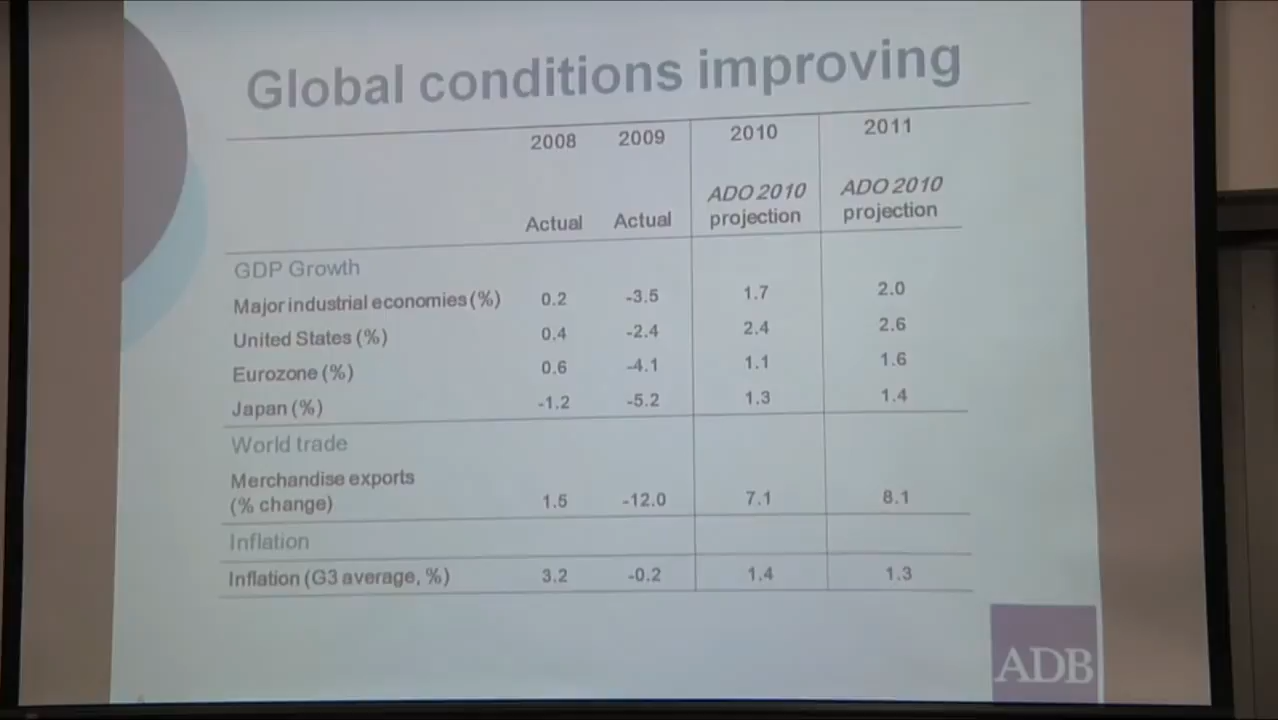 Global conditions improving
2008 2009 2010 2011
ADO 2010 ADO 2010
Actual Actual projection projection
GDP Growth
Major industrial economies (%) 0.2 -3.5 1.7 2.0
United States (%) 0.4 -2.4 2.4 2.6
Eurozone (%) 0.6 -4.1 1.1 1.6
Japan (%) -1.2 -5.2 1.3 1.4
World trade
Merchandise exports
(% change) 1.5 -12.0 7.1 8.1
Inflation
Inflation (G3 average, %) 3.2 -0.2 1.4 1.3
ADB